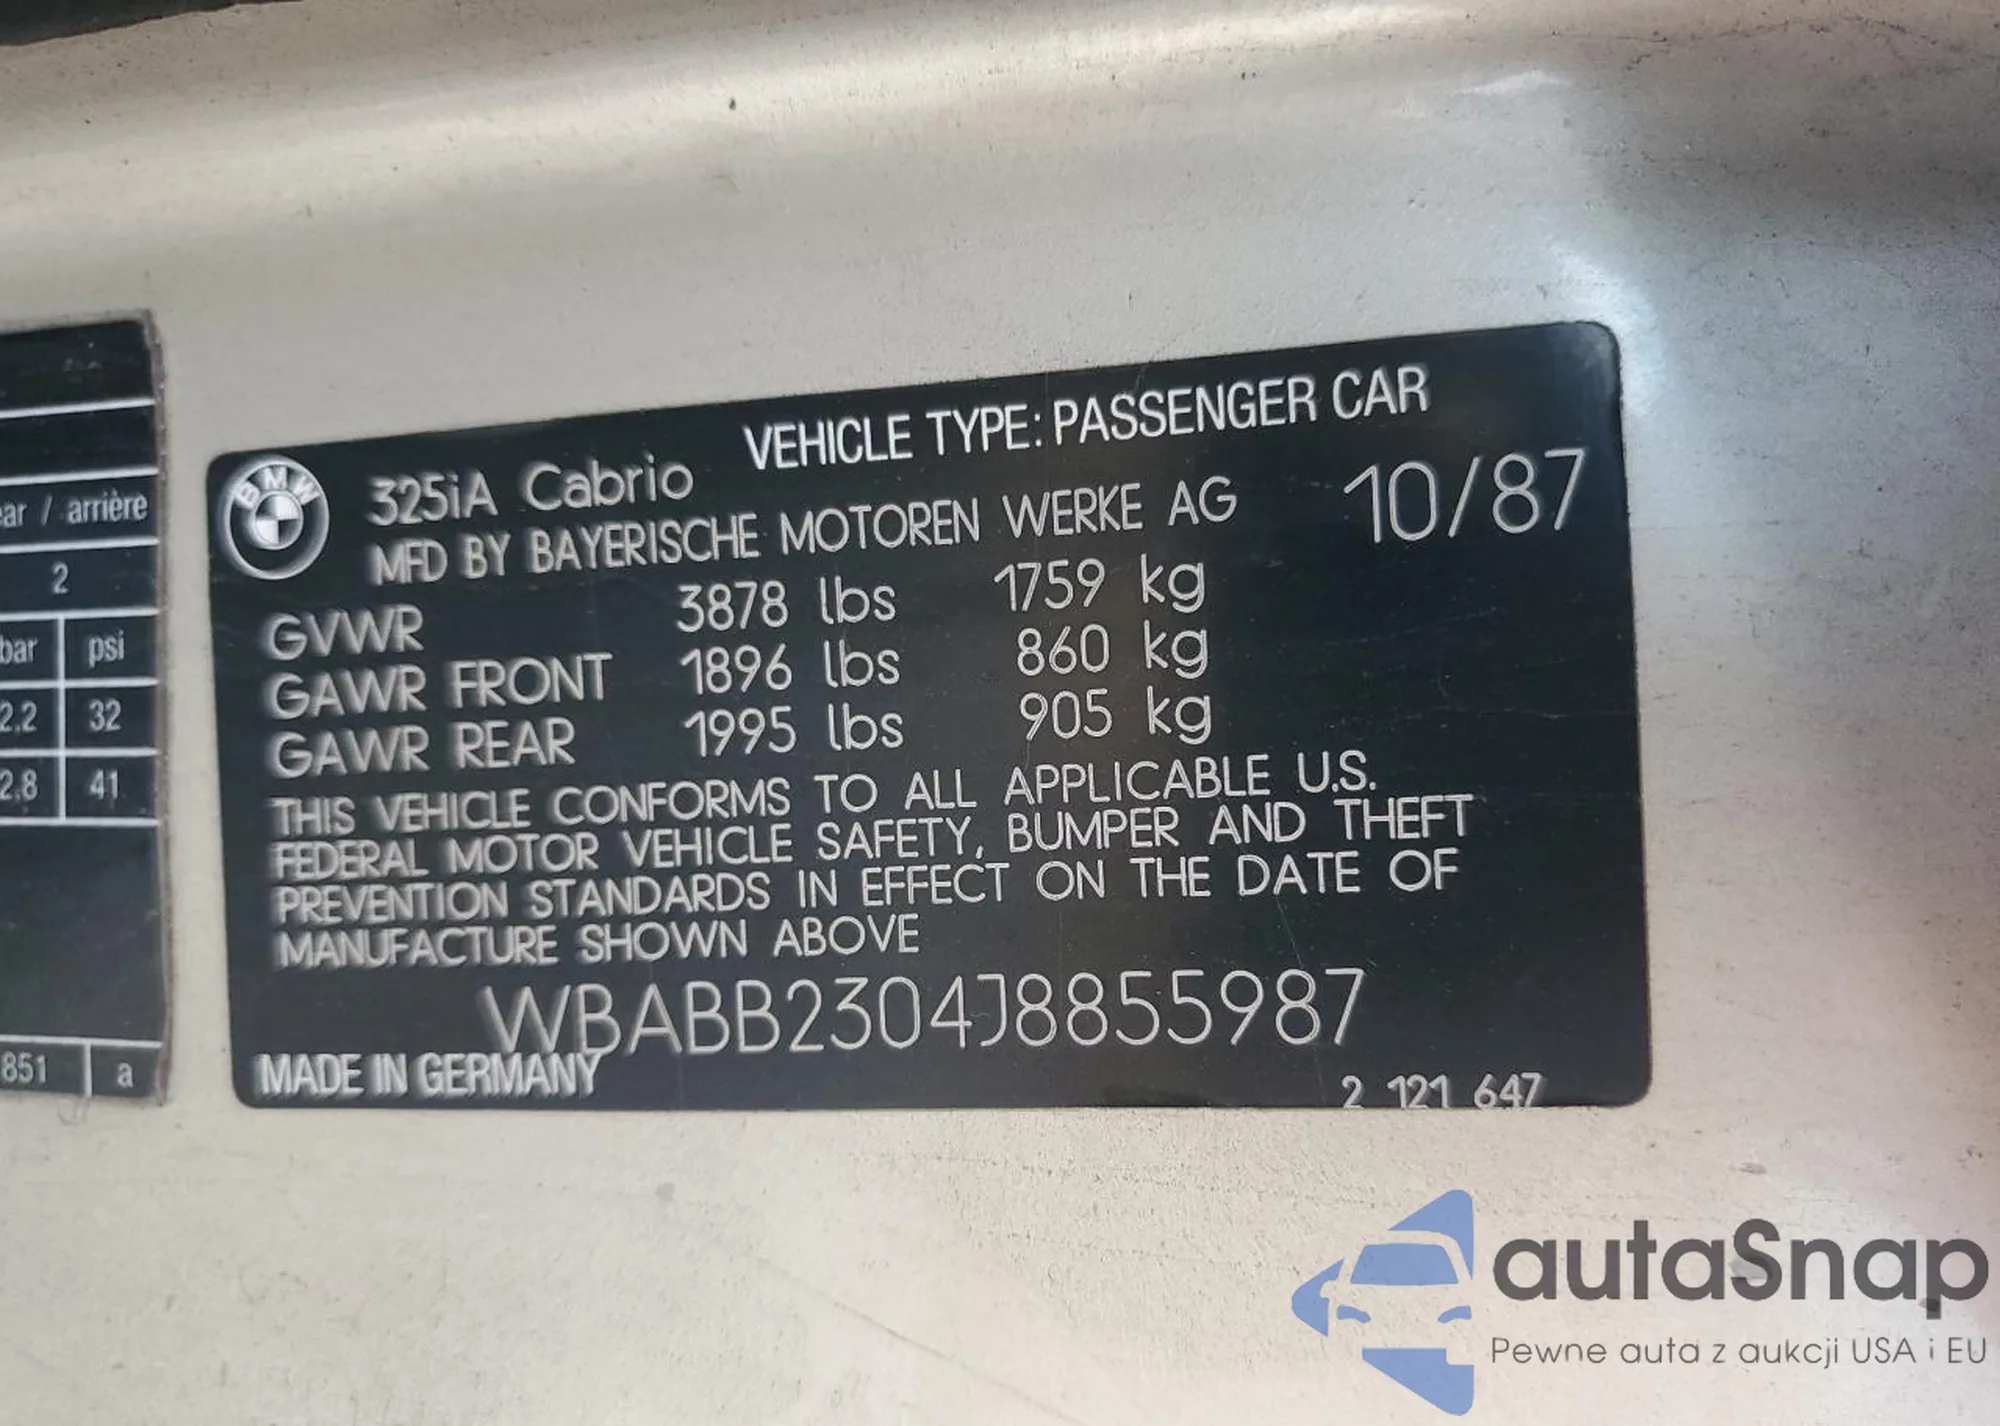 ear / arrière
2
bar psi
2.2 32
2.8 41
851 a
BMW
VEHICLE TYPE: PASSENGER CAR
325iA Cabrio
MFD BY BAYERISCHE MOTOREN WERKE AG 10/87
GVWR 3878 lbs 1759 kg
GAWR FRONT 1896 lbs 860 kg
GAWR REAR 1995 lbs 905 kg
THIS VEHICLE CONFORMS TO ALL APPLICABLE U.S.
FEDERAL MOTOR VEHICLE SAFETY, BUMPER AND THEFT
PREVENTION STANDARDS IN EFFECT ON THE DATE OF
MANUFACTURE SHOWN ABOVE
WBABB2304J8855987
MADE IN GERMANY
2 121 647
autaSnap
Pewne auta z aukcji USA i EU